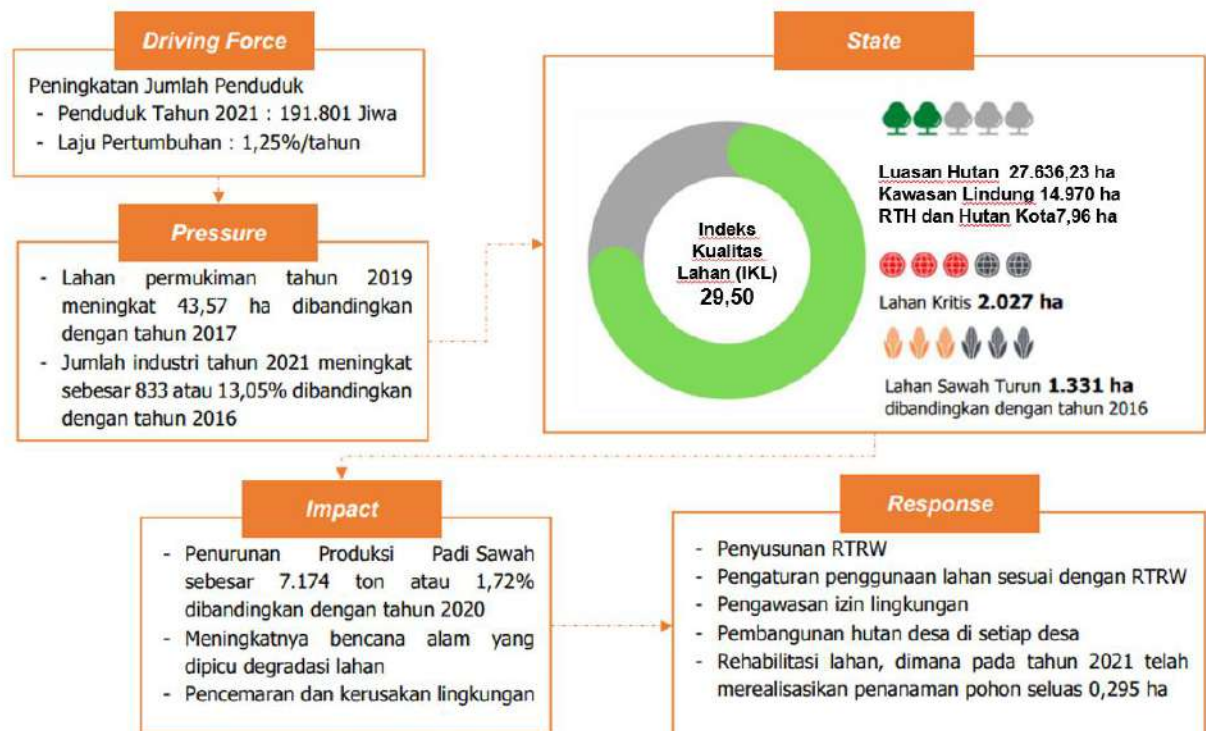 Driving Force
Peningkatan Jumlah Penduduk
- Penduduk Tahun 2021 : 191.801 Jiwa
- Laju Pertumbuhan : 1,25%/tahun
Pressure
- Lahan permukiman tahun 2019
meningkat 43,57 ha dibandingkan
dengan tahun 2017
- Jumlah industri tahun 2021 meningkat
sebesar 833 atau 13,05% dibandingkan
dengan tahun 2016
State
Indeks
Kualitas
Lahan (IKL)
29,50
Luasan Hutan 27.636,23 ha
Kawasan Lindung 14.970 ha
RTH dan Hutan Kota7,96 ha
Lahan Kritis 2.027 ha
Lahan Sawah Turun 1.331 ha
dibandingkan dengan tahun 2016
Impact
- Penurunan Produksi Padi Sawah
sebesar 7.174 ton atau 1,72%
dibandingkan dengan tahun 2020
- Meningkatnya bencana alam yang
dipicu degradasi lahan
- Pencemaran dan kerusakan lingkungan
Response
- Penyusunan RTRW
- Pengaturan penggunaan lahan sesuai dengan RTRW
- Pengawasan izin lingkungan
- Pembangunan hutan desa di setiap desa
- Rehabilitasi lahan, dimana pada tahun 2021 telah
merealisasikan penanaman pohon seluas 0,295 ha